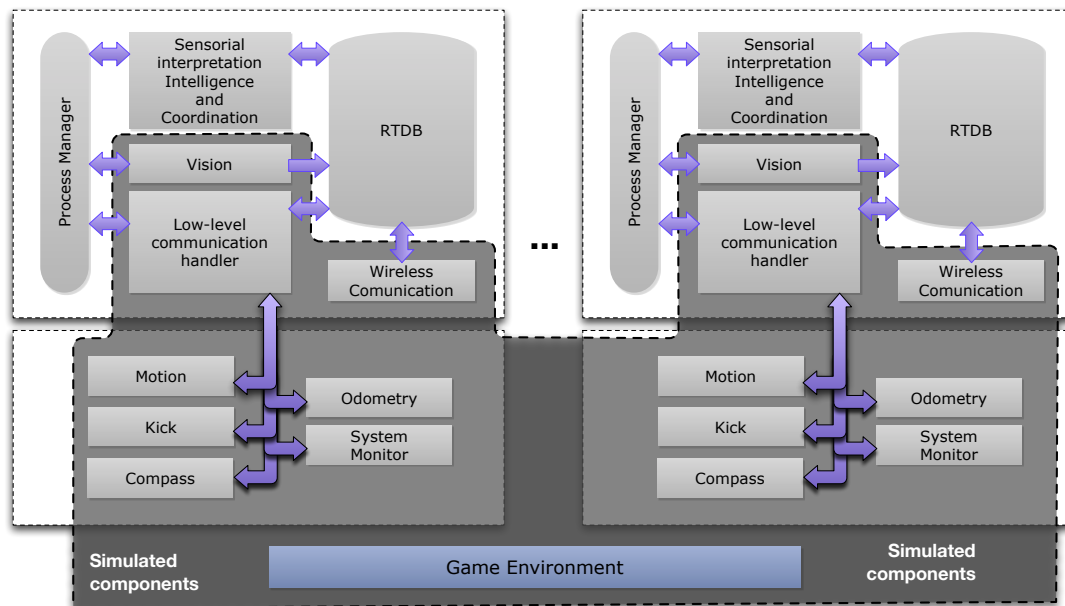 Process Manager
Sensorial
interpretation
Intelligence
and
Coordination
RTDB
Vision
Low-level
communication
handler
Wireless
Comunication
Motion
Kick
Compass
Odometry
System
Monitor
...
Process Manager
Sensorial
interpretation
Intelligence
and
Coordination
RTDB
Vision
Low-level
communication
handler
Wireless
Comunication
Motion
Kick
Compass
Odometry
System
Monitor
Simulated
components
Game Environment
Simulated
components